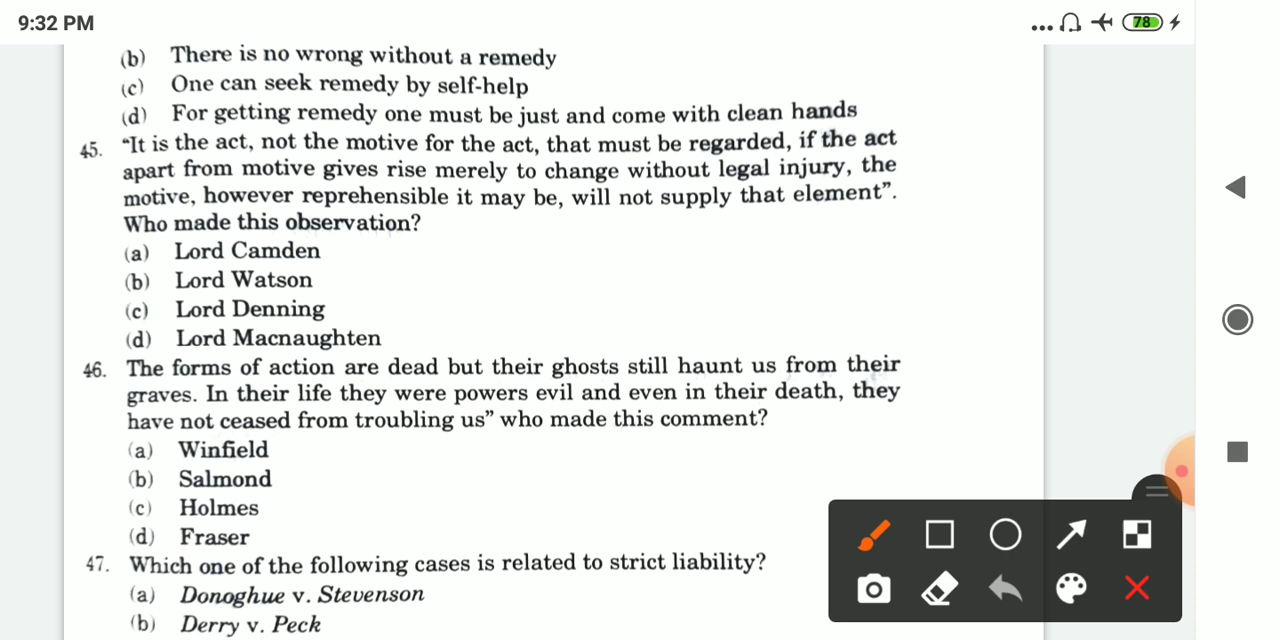 9:32 PM
78
(b) There is no wrong without a remedy
(c) One can seek remedy by self-help
(d) For getting remedy one must be just and come with clean hands
45. “It is the act, not the motive for the act, that must be regarded, if the act
apart from motive gives rise merely to change without legal injury, the
motive, however reprehensible it may be, will not supply that element”.
Who made this observation?
(a) Lord Camden
(b) Lord Watson
(c) Lord Denning
(d) Lord Macnaughten
46. The forms of action are dead but their ghosts still haunt us from their
graves. In their life they were powers evil and even in their death, they
have not ceased from troubling us” who made this comment?
(a) Winfield
(b) Salmond
(c) Holmes
(d) Fraser
47. Which one of the following cases is related to strict liability?
(a) Donoghue v. Stevenson
(b) Derry v. Peck